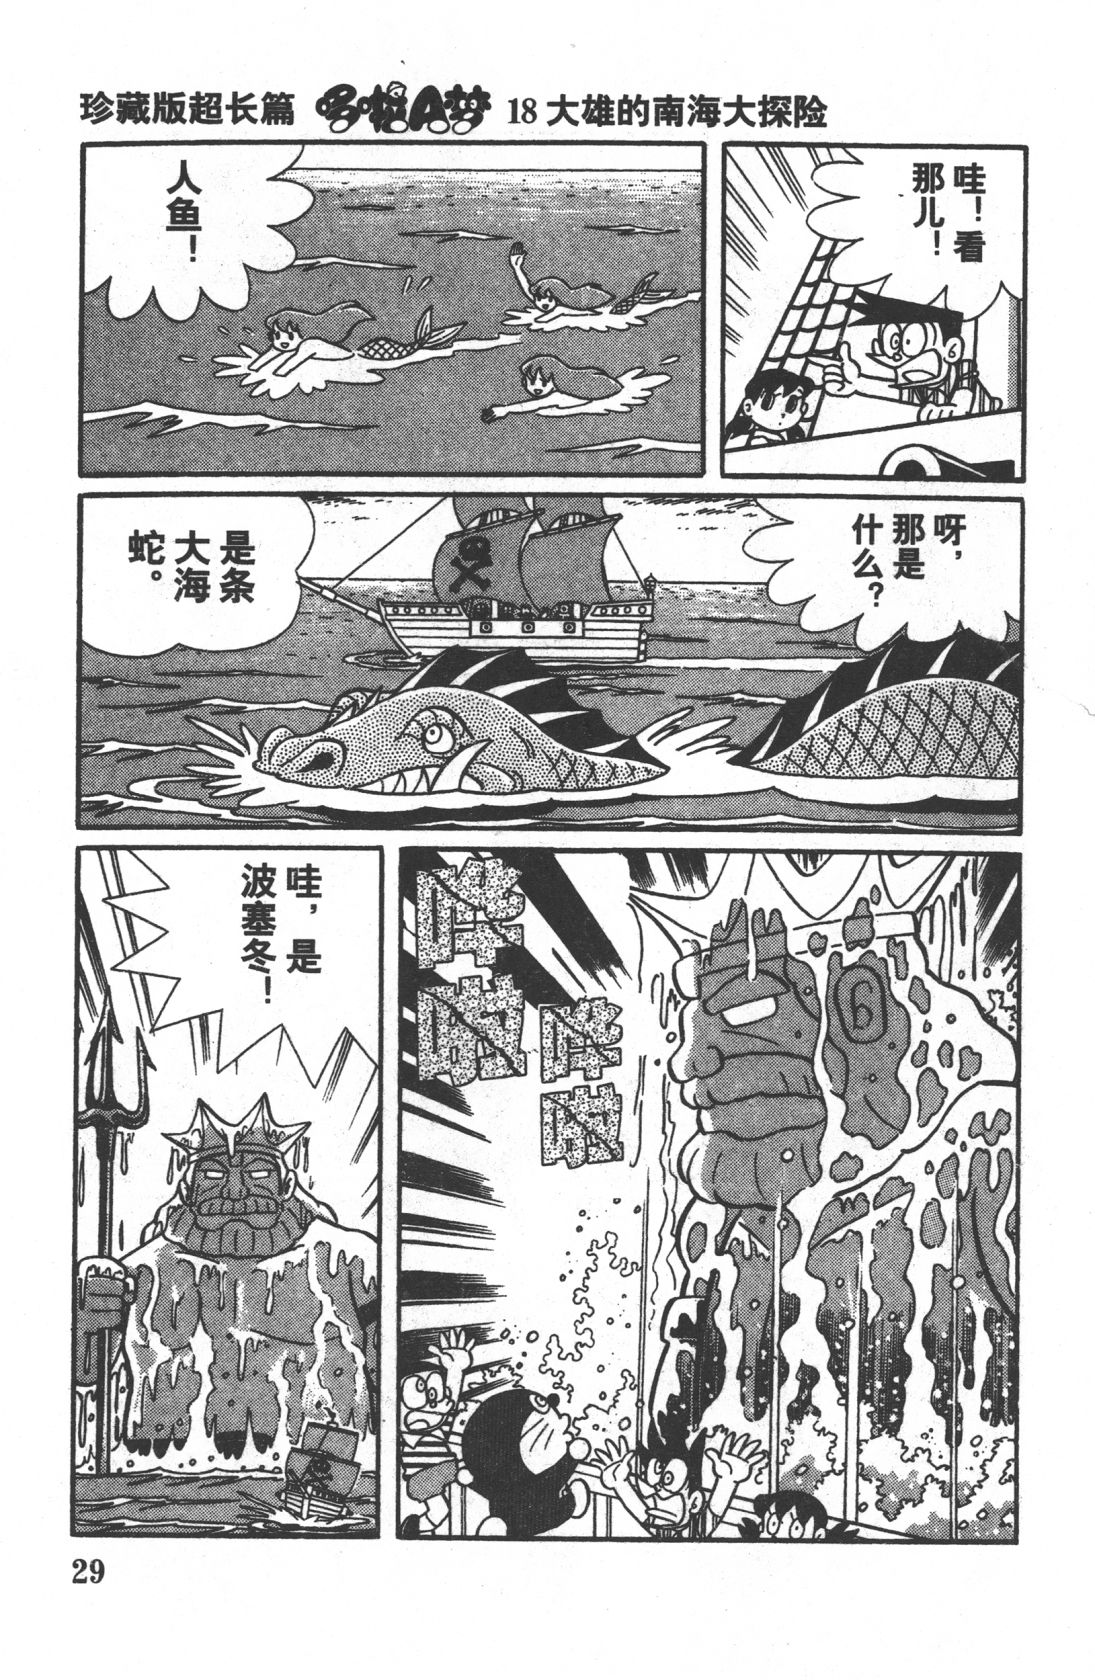 珍藏版超长篇 哆啦A梦 18 大雄的南海大探险
哇！看
那儿！
人鱼！
呀，
那是
什么？
是条
大海
蛇。
哗啦
哗啦
哇，是
波塞冬！
29